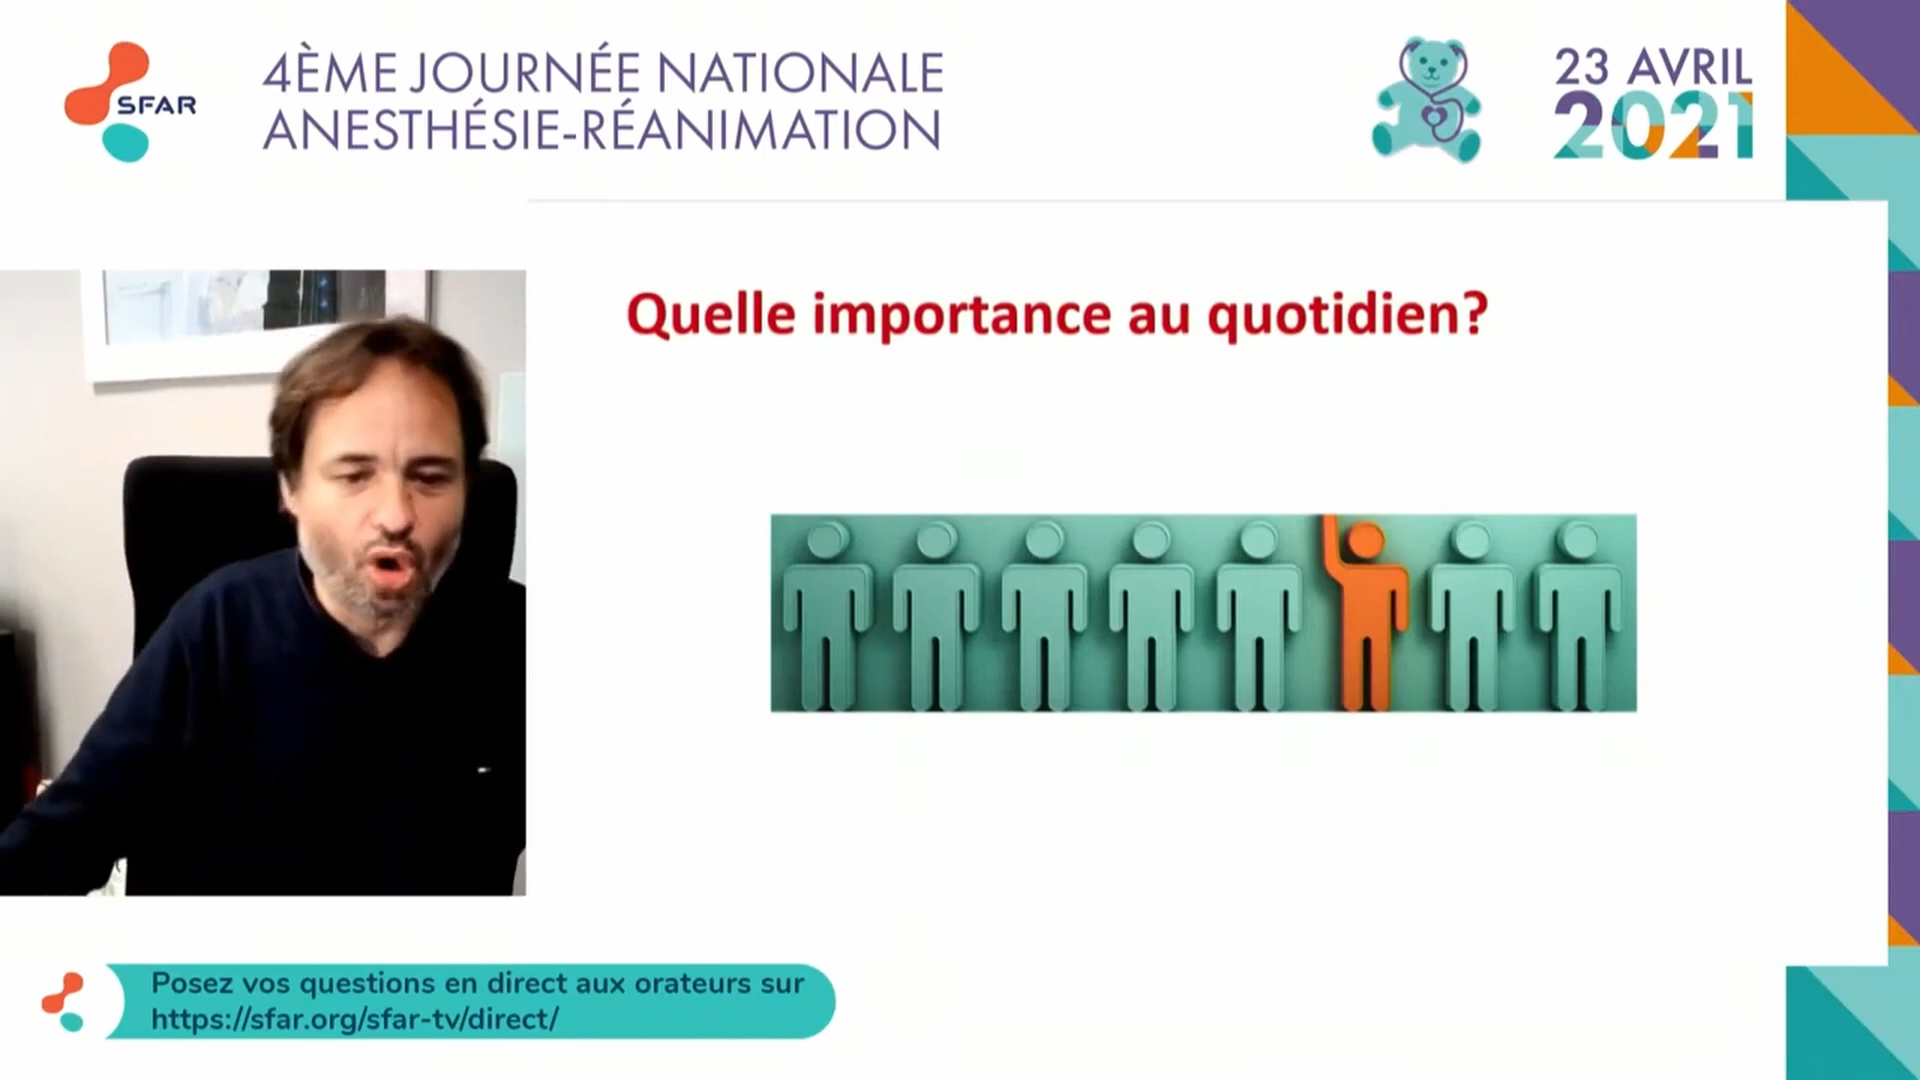 SFAR
4ÈME JOURNÉE NATIONALE
ANESTHÉSIE-RÉANIMATION
23 AVRIL
2021
Quelle importance au quotidien?
Posez vos questions en direct aux orateurs sur
https://sfar.org/sfar-tv/direct/